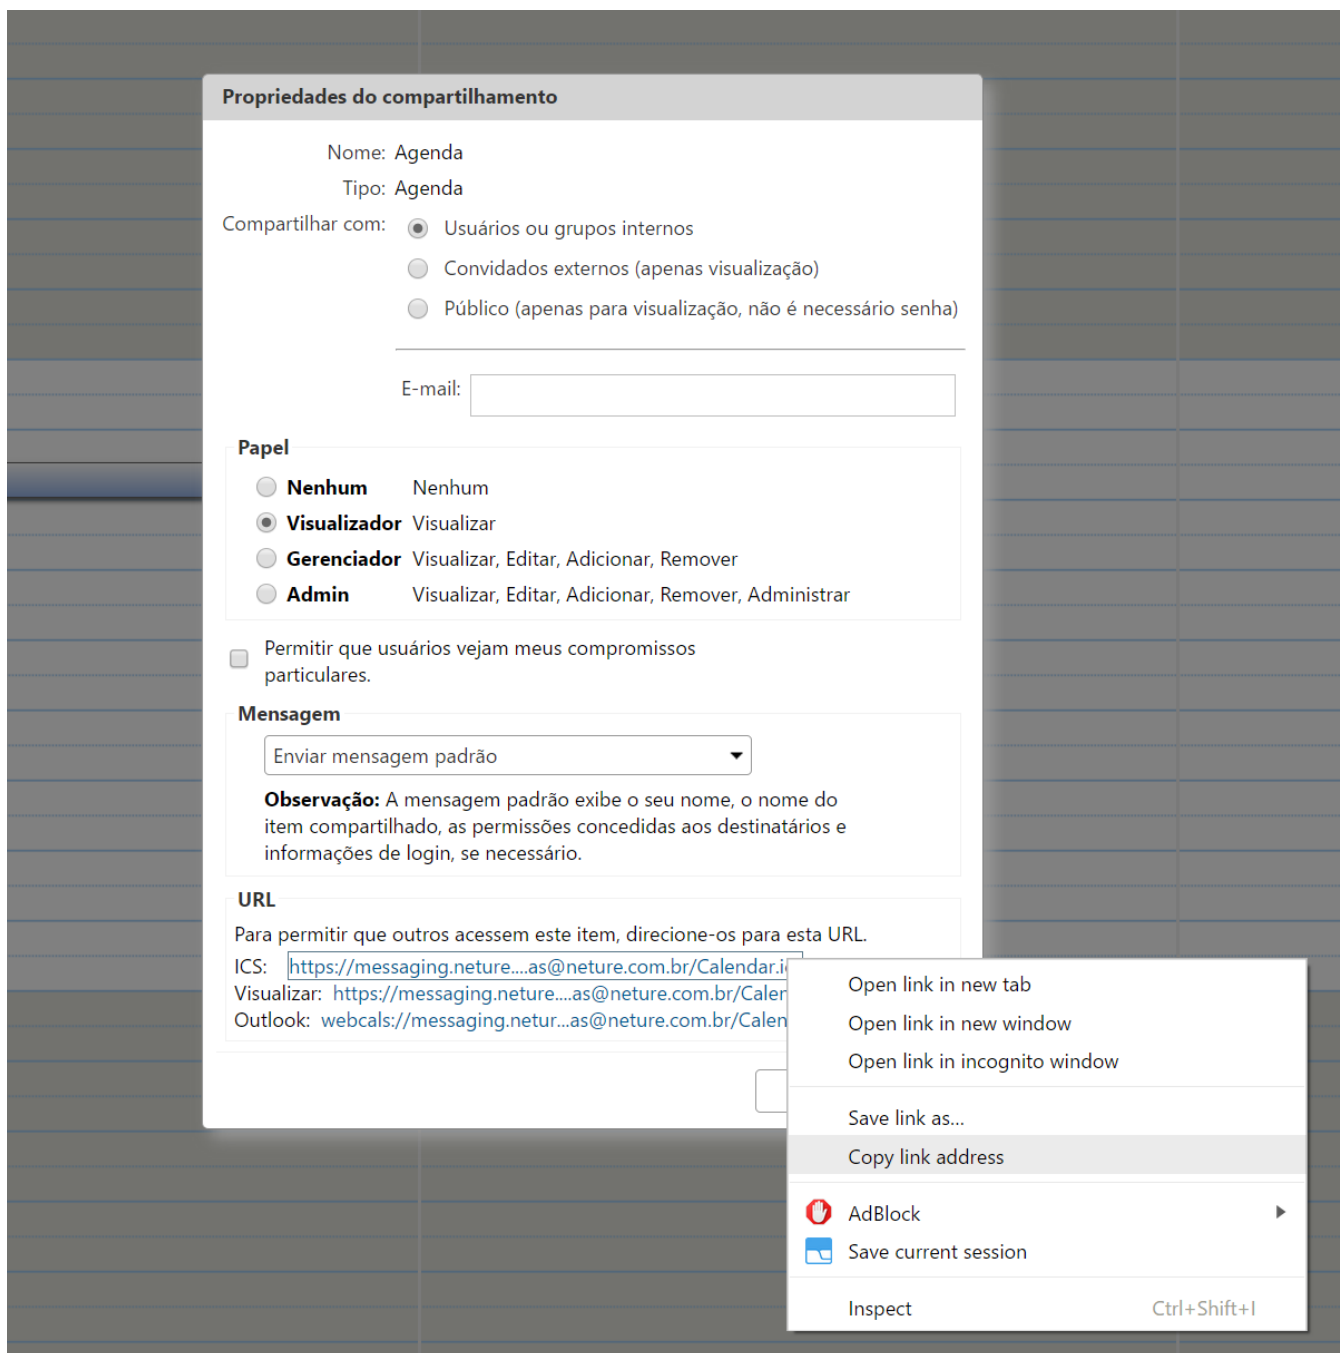 Propriedades do compartilhamento
Nome: Agenda
Tipo: Agenda
Compartilhar com: Usuários ou grupos internos
Convidados externos (apenas visualização)
Público (apenas para visualização, não é necessário senha)
E-mail:
Papel
Nenhum Nenhum
Visualizador Visualizar
Gerenciador Visualizar, Editar, Adicionar, Remover
Admin Visualizar, Editar, Adicionar, Remover, Administrar
Permitir que usuários vejam meus compromissos
particulares.
Mensagem
Enviar mensagem padrão
Observação: A mensagem padrão exibe o seu nome, o nome do
item compartilhado, as permissões concedidas aos destinatários e
informações de login, se necessário.
URL
Para permitir que outros acessem este item, direcione-os para esta URL.
ICS: https://messaging.neture....as@neture.com.br/Calendar.i
Visualizar: https://messaging.neture....as@neture.com.br/Calen
Outlook: webcals://messaging.netur...as@neture.com.br/Calen
Open link in new tab
Open link in new window
Open link in incognito window
Save link as...
Copy link address
AdBlock
Save current session
Inspect Ctrl+Shift+I